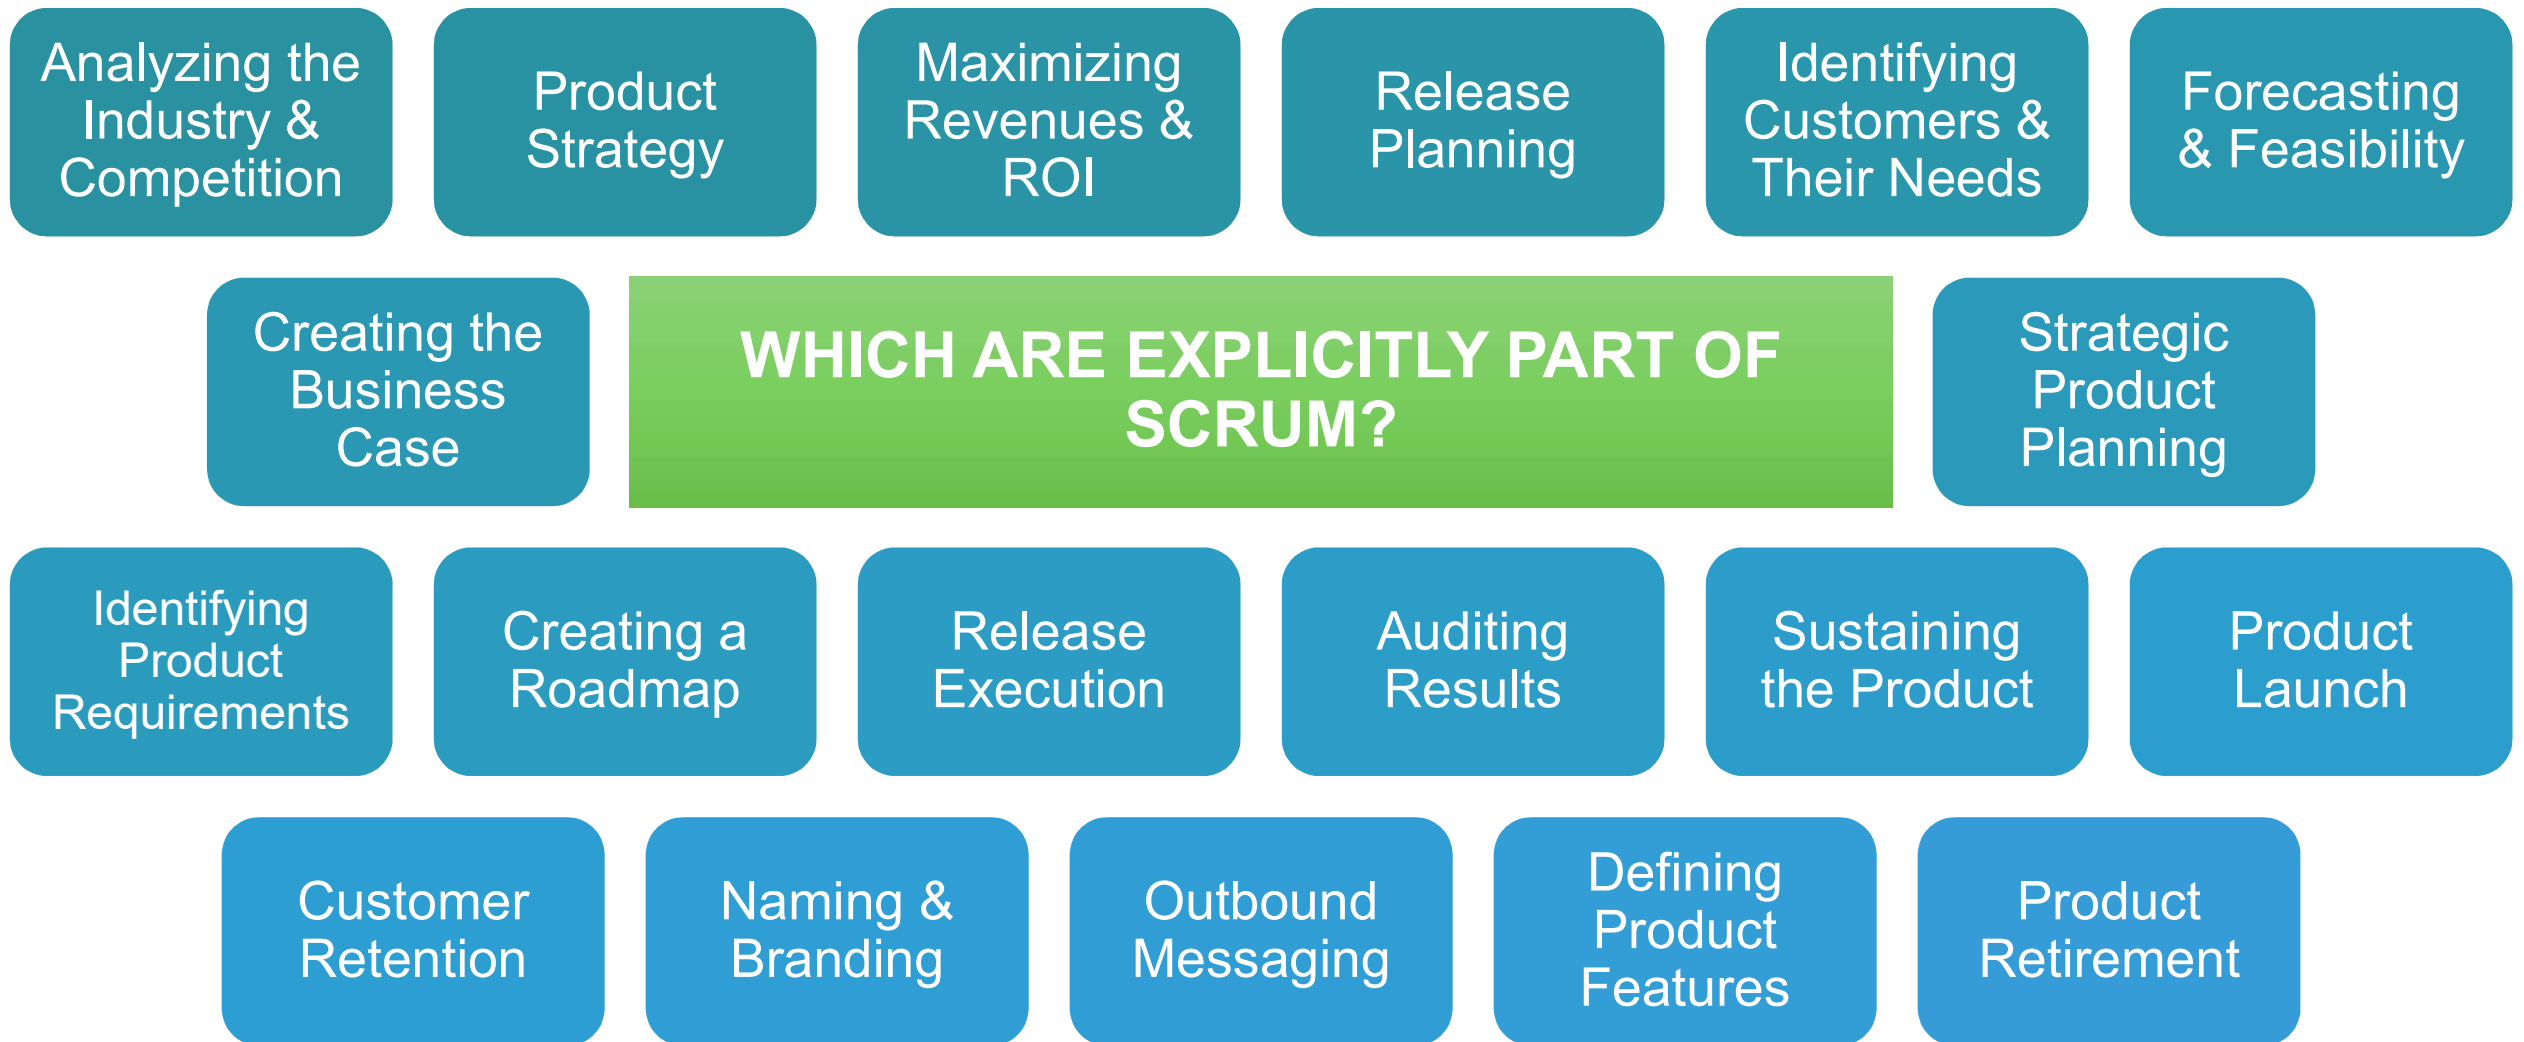 Analyzing the
Industry &
Competition
Product
Strategy
Maximizing
Revenues &
ROI
Release
Planning
Identifying
Customers &
Their Needs
Forecasting
& Feasibility
Creating the
Business
Case
WHICH ARE EXPLICITLY PART OF
SCRUM?
Strategic
Product
Planning
Identifying
Product
Requirements
Creating a
Roadmap
Release
Execution
Auditing
Results
Sustaining
the Product
Product
Launch
Customer
Retention
Naming &
Branding
Outbound
Messaging
Defining
Product
Features
Product
Retirement